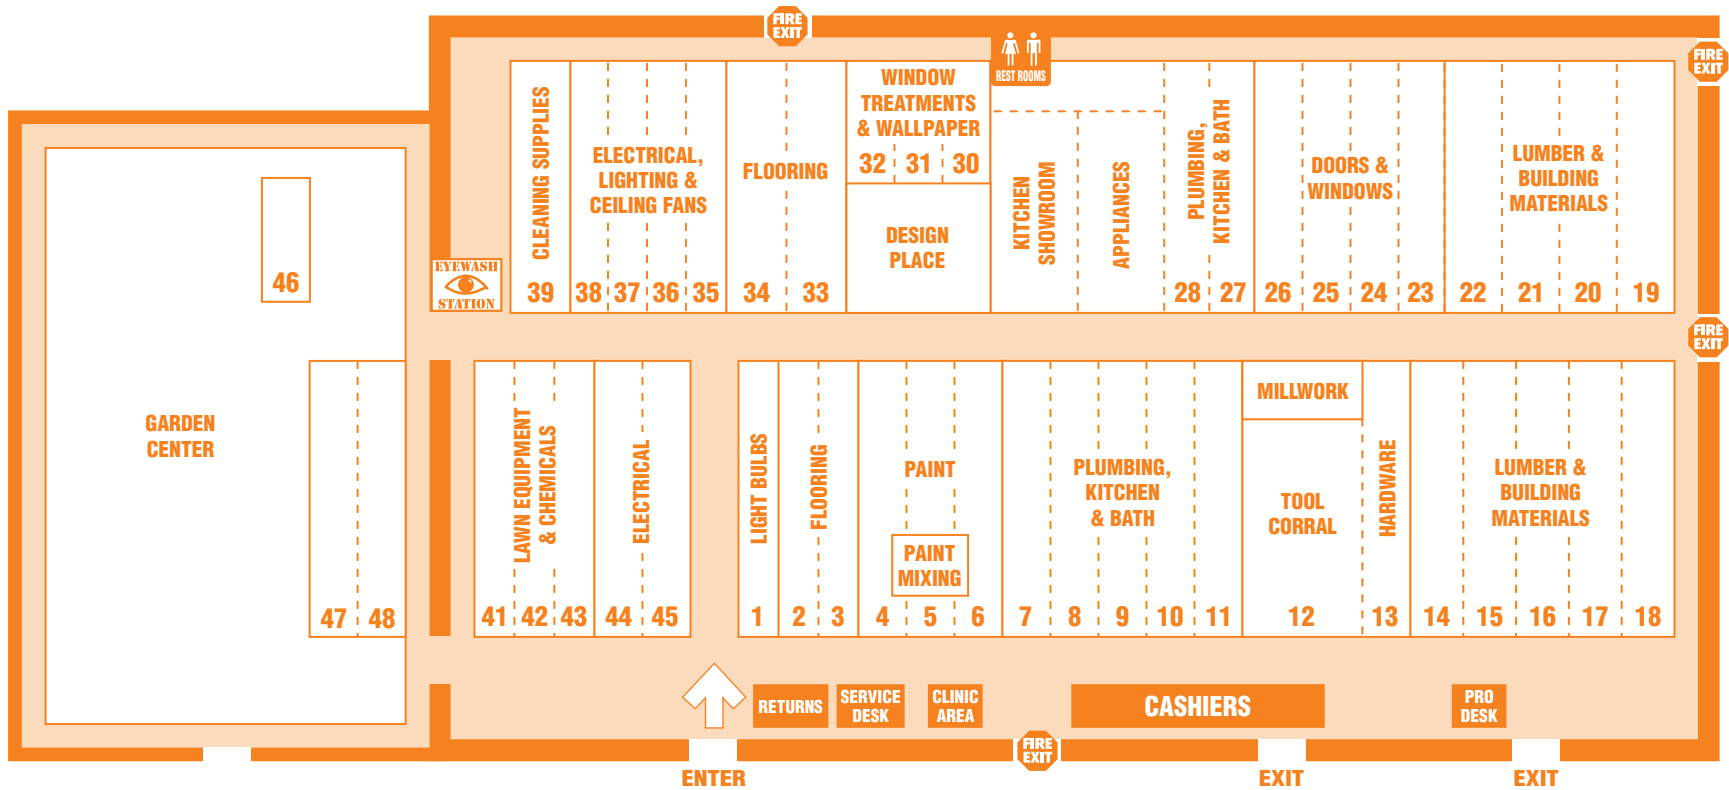 FIRE
EXIT
REST ROOMS
FIRE
EXIT
CLEANING SUPPLIES
39
ELECTRICAL,
LIGHTING &
CEILING FANS
38 37 36 35
FLOORING
34 33
WINDOW
TREATMENTS
& WALLPAPER
32 31 30
DESIGN
PLACE
KITCHEN
SHOWROOM
APPLIANCES
PLUMBING,
KITCHEN & BATH
28 27
DOORS &
WINDOWS
26 25 24 23
LUMBER &
BUILDING
MATERIALS
22 21 20 19
EYEWASH
STATION
46
GARDEN
CENTER
47 48
FIRE
EXIT
LAWN EQUIPMENT
& CHEMICALS
41 42 43
ELECTRICAL
44 45
LIGHT BULBS
1
FLOORING
2 3
PAINT
PAINT
MIXING
4 5 6
PLUMBING,
KITCHEN
& BATH
7 8 9 10 11
MILLWORK
TOOL
CORRAL
12
HARDWARE
13
LUMBER &
BUILDING
MATERIALS
14 15 16 17 18
RETURNS
SERVICE
DESK
CLINIC
AREA
CASHIERS
PRO
DESK
FIRE
EXIT
ENTER
EXIT
EXIT